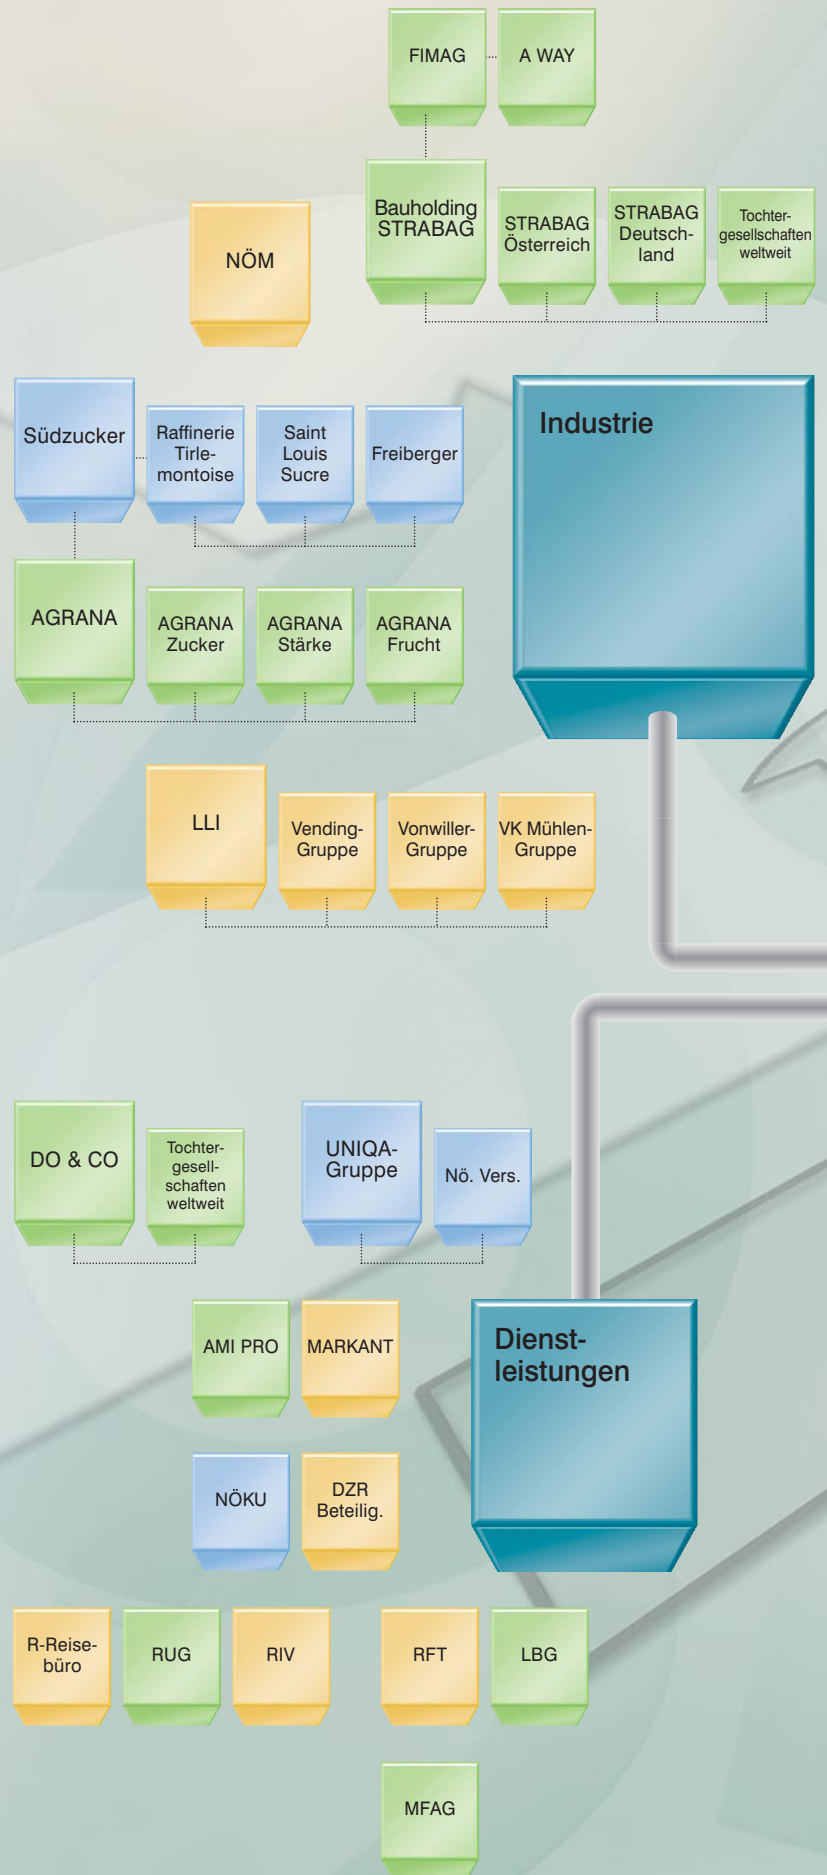 FIMAG
A WAY
Bauholding
STRABAG
STRABAG
Österreich
STRABAG
Deutsch-
land
Tochter-
gesellschaften
weltweit
NÖM
Industrie
Südzucker
Raffinerie
Tirle-
montoise
Saint
Louis
Sucre
Freiberger
AGRANA
AGRANA
Zucker
AGRANA
Stärke
AGRANA
Frucht
LLI
Vending-
Gruppe
Vonwiller-
Gruppe
VK Mühlen-
Gruppe
DO & CO
Tochter-
gesell-
schaften
weltweit
UNIQA-
Gruppe
Nö. Vers.
AMI PRO
MARKANT
Dienst-
leistungen
NÖKU
DZR
Beteilig.
R-Reise-
büro
RUG
RIV
RFT
LBG
MFAG